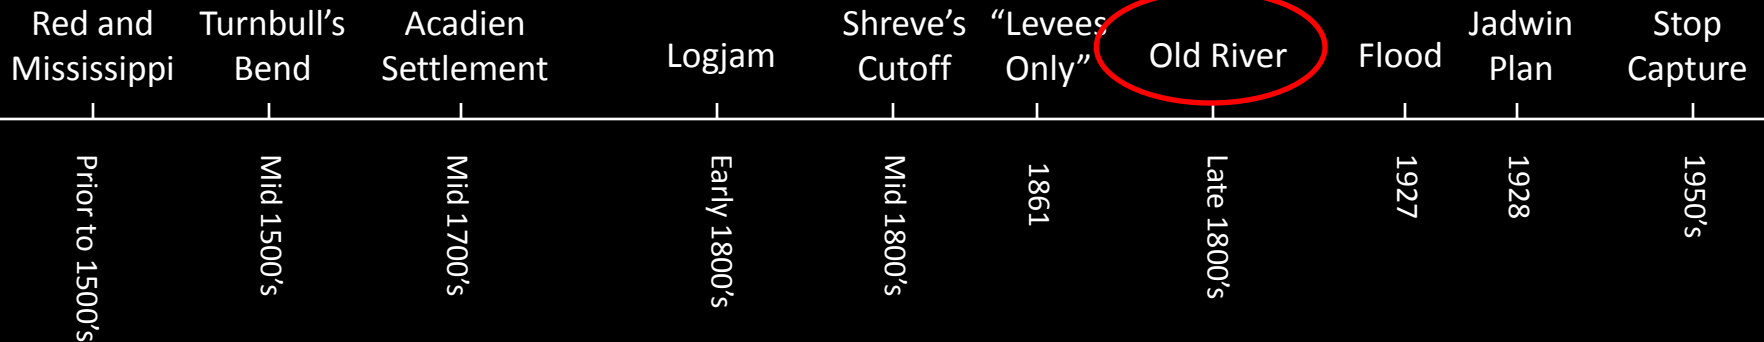 Red and
Mississippi
Turnbull’s
Bend
Acadien
Settlement
Logjam
Shreve’s
Cutoff
“Levees
Only”
Old River
Flood
Jadwin
Plan
Stop
Capture
Prior to 1500’s
Mid 1500’s
Mid 1700’s
Early 1800’s
Mid 1800’s
1861
Late 1800’s
1927
1928
1950’s